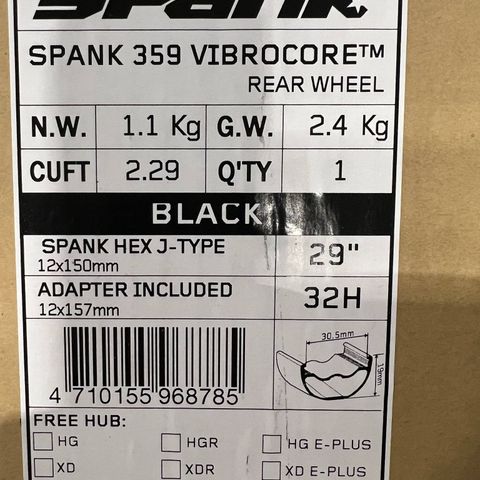 SPANK
SPANK 359 VIBROCORE™
REAR WHEEL
N.W. 1.1 Kg G.W. 2.4 Kg
CUFT 2.29 Q'TY 1
BLACK
SPANK HEX J-TYPE 29"
12x150mm
ADAPTER INCLUDED 32H
12x157mm
30.5mm
19mm
4 710155 968785
FREE HUB:
HG HGR HG E-PLUS
XD XDR XD E-PLUS